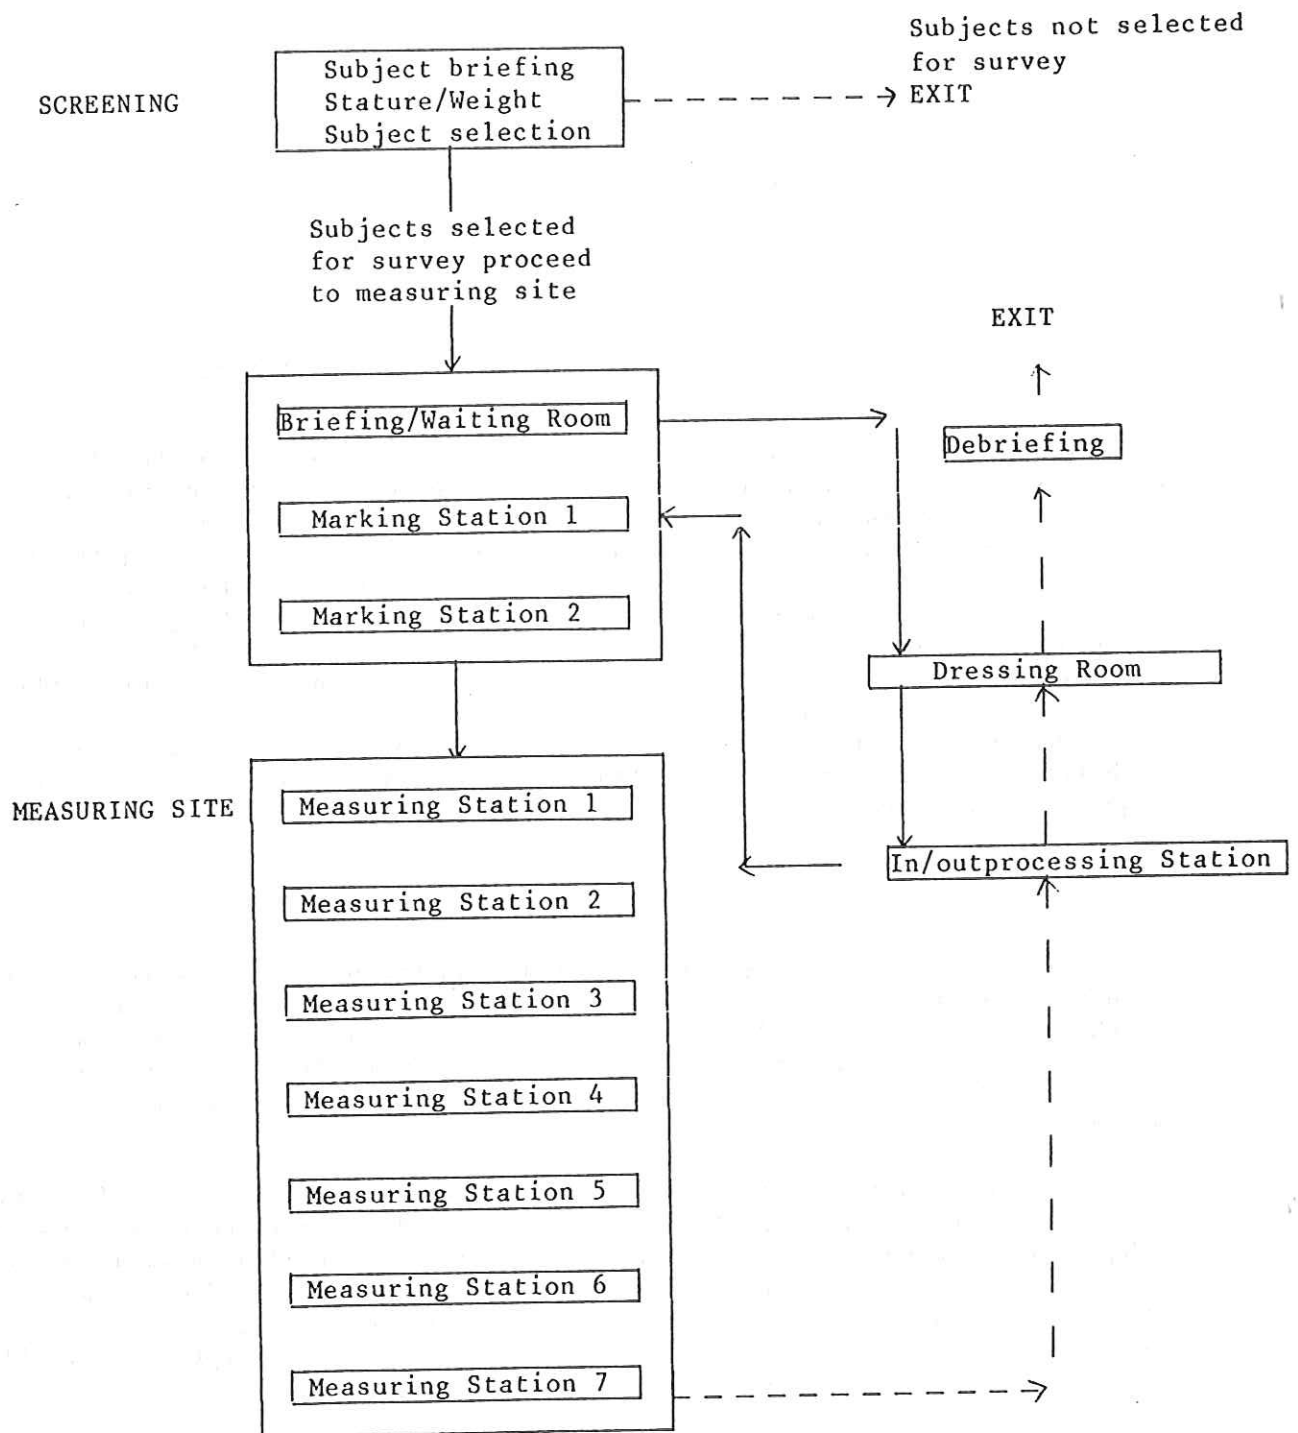 Subjects not selected
for survey
EXIT
SCREENING
Subject briefing
Stature/Weight
Subject selection
Subjects selected
for survey proceed
to measuring site
EXIT
Briefing/Waiting Room
Debriefing
Marking Station 1
Marking Station 2
Dressing Room
MEASURING SITE
Measuring Station 1
In/outprocessing Station
Measuring Station 2
Measuring Station 3
Measuring Station 4
Measuring Station 5
Measuring Station 6
Measuring Station 7